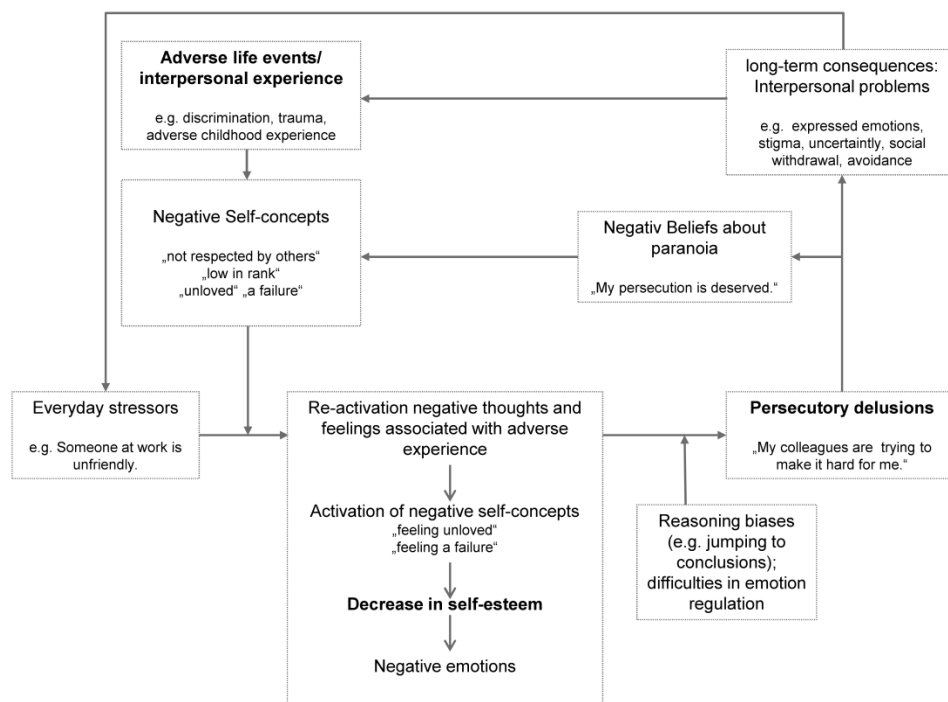 Adverse life events/
interpersonal experience
e.g. discrimination, trauma,
adverse childhood experience
long-term consequences:
Interpersonal problems
e.g. expressed emotions,
stigma, uncertaintly, social
withdrawal, avoidance
Negative Self-concepts
„not respected by others“
„low in rank“
„unloved“ „a failure“
Negativ Beliefs about
paranoia
„My persecution is deserved.“
Everyday stressors
e.g. Someone at work is
unfriendly.
Re-activation negative thoughts and
feelings associated with adverse
experience
Activation of negative self-concepts
„feeling unloved“
„feeling a failure“
Decrease in self-esteem
Negative emotions
Persecutory delusions
„My colleagues are trying to
make it hard for me.“
Reasoning biases
(e.g. jumping to
conclusions);
difficulties in emotion
regulation